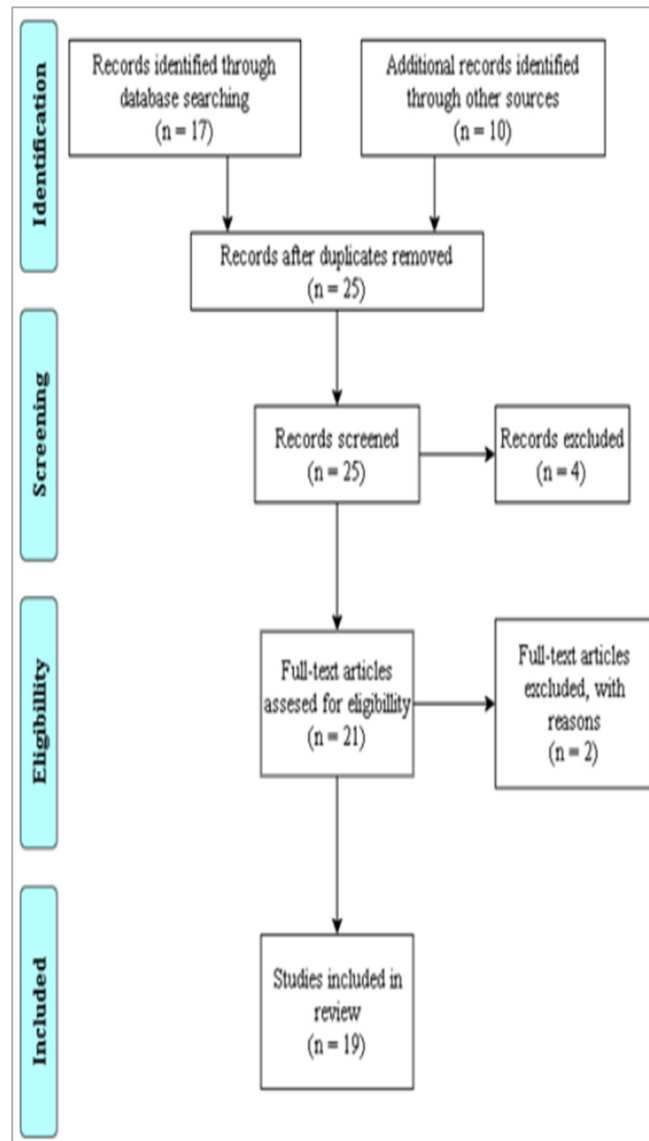 Identification
Records identified through
database searching
(n = 17)
Additional records identified
through other sources
(n = 10)
Records after duplicates removed
(n = 25)
Screening
Records screened
(n = 25)
Records excluded
(n = 4)
Eligibillity
Full-text articles
assesed for eligibillity
(n = 21)
Full-text articles
excluded, with
reasons
(n = 2)
Included
Studies included in
review
(n = 19)